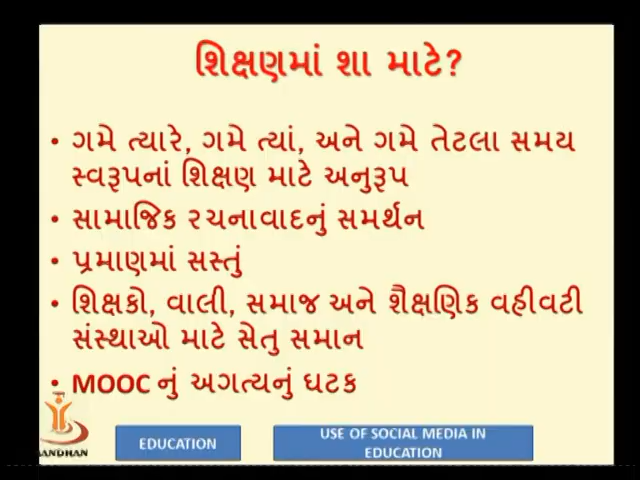 શિક્ષણમાં શા માટે?
• ગમે ત્યારે, ગમે ત્યાં, અને ગમે તેટલા સમય
સ્વરૂપનાં શિક્ષણ માટે અનુરૂપ
• સામાજિક રચનાવાદનું સમર્થન
• પ્રમાણમાં સસ્તું
• શિક્ષકો, વાલી, સમાજ અને શૈક્ષણિક વહીવટી
સંસ્થાઓ માટે સેતુ સમાન
• MOOC નું અગત્યનું ઘટક
EDUCATION
USE OF SOCIAL MEDIA IN
EDUCATION